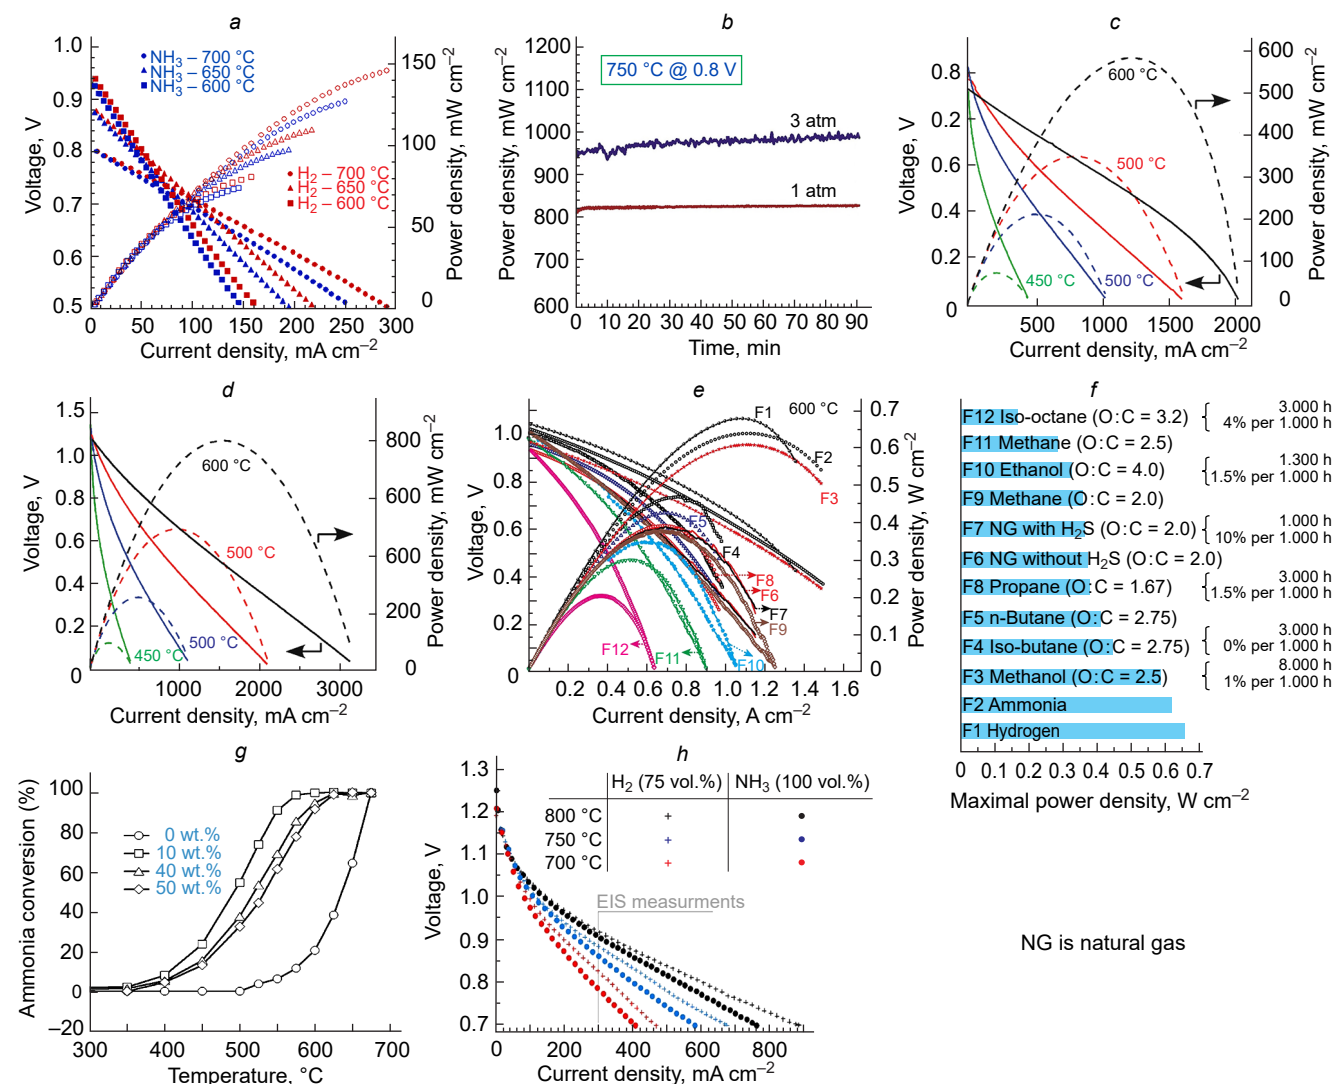 a
1.0
0.9
0.8
0.7
0.6
0.5
Voltage, V
NH3 – 700 °C
NH3 – 650 °C
NH3 – 600 °C
H2 – 700 °C
H2 – 650 °C
H2 – 600 °C
150
100
50
0
Power density, mW cm–2
0 50 100 150 200 250 300
Current density, mA cm–2
b
1200
1100
1000
900
800
700
600
Power density, mW cm–2
750 °C @ 0.8 V
3 atm
1 atm
0 10 20 30 40 50 60 70 80 90
Time, min
c
0.8
0.2
0.6
0.4
0.2
0
Voltage, V
600 °C
500 °C
450 °C
500 °C
600
500
400
300
200
100
0
Power density, mW cm–2
500 1000 1500 2000
Current density, mA cm–2
d
1.5
1.0
0.8
0.6
0.4
0.2
0
Voltage, V
600 °C
500 °C
450 °C
500 °C
800
600
400
200
0
Power density, mW cm–2
1000 2000 3000
Current density, mA cm–2
e
1.0
0.8
0.6
0.4
0.2
0
Voltage, V
F1
600 °C
F2
F3
F5
F4
F8
F6
F7
F9
F12
F11
F10
0.7
0.6
0.5
0.4
0.3
0.2
0.1
0
Power density, W cm–2
0.2 0.4 0.6 0.8 1.0 1.2 1.4 1.6
Current density, A cm–2
f
F12 Iso-octane (O:C = 3.2)
3.000 h
4% per 1.000 h
F11 Methane (O:C = 2.5)
F10 Ethanol (O:C = 4.0)
1.300 h
1.5% per 1.000 h
F9 Methane (O:C = 2.0)
F7 NG with H2S (O:C = 2.0)
1.000 h
10% per 1.000 h
F6 NG without H2S (O:C = 2.0)
F8 Propane (O:C = 1.67)
3.000 h
1.5% per 1.000 h
F5 n-Butane (O:C = 2.75)
F4 Iso-butane (O:C = 2.75)
3.000 h
0% per 1.000 h
F3 Methanol (O:C = 2.5)
8.000 h
1% per 1.000 h
F2 Ammonia
F1 Hydrogen
0 0.1 0.2 0.3 0.4 0.5 0.6 0.7
Maximal power density, W cm–2
g
100
80
60
40
20
0
–20
Ammonia conversion (%)
0 wt.%
10 wt.%
40 wt.%
50 wt.%
300 400 500 600 700
Temperature, °C
h
1.3
1.2
1.1
1.0
0.9
0.8
0.7
Voltage, V
H2 (75 vol.%) NH3 (100 vol.%)
800 °C
750 °C
700 °C
EIS measurments
0 200 400 600 800
Current density, mA cm–2
NG is natural gas